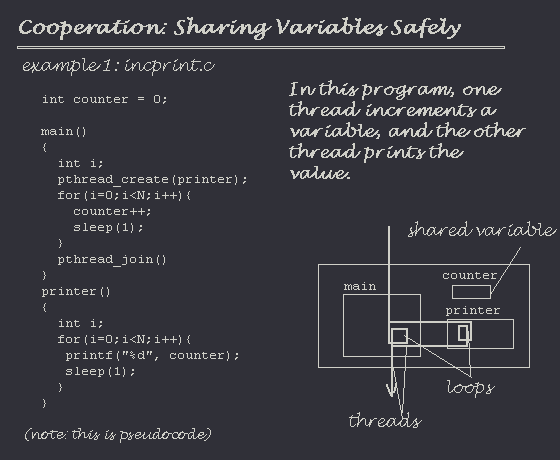 Cooperation: Sharing Variables Safely
example 1: incprint.c
int counter = 0;
main()
{
int i;
pthread_create(printer);
for(i=0;i<N;i++){
counter++;
sleep(1);
}
pthread_join()
}
printer()
{
int i;
for(i=0;i<N;i++){
printf("%d", counter);
sleep(1);
}
}
(note: this is pseudocode)
In this program, one
thread increments a
variable, and the other
thread prints the
value.
shared variable
counter
main
printer
loops
threads